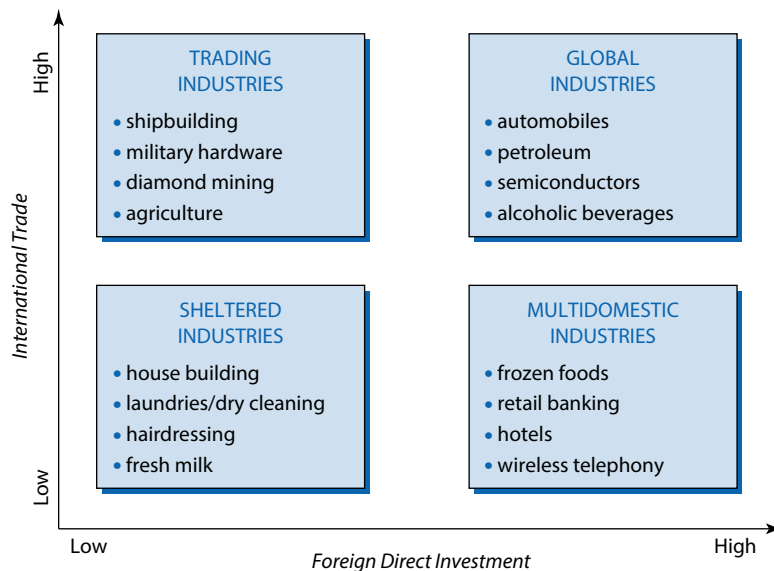 High
International Trade
Low
TRADING
INDUSTRIES
• shipbuilding
• military hardware
• diamond mining
• agriculture
GLOBAL
INDUSTRIES
• automobiles
• petroleum
• semiconductors
• alcoholic beverages
SHELTERED
INDUSTRIES
• house building
• laundries/dry cleaning
• hairdressing
• fresh milk
MULTIDOMESTIC
INDUSTRIES
• frozen foods
• retail banking
• hotels
• wireless telephony
Low
Foreign Direct Investment
High